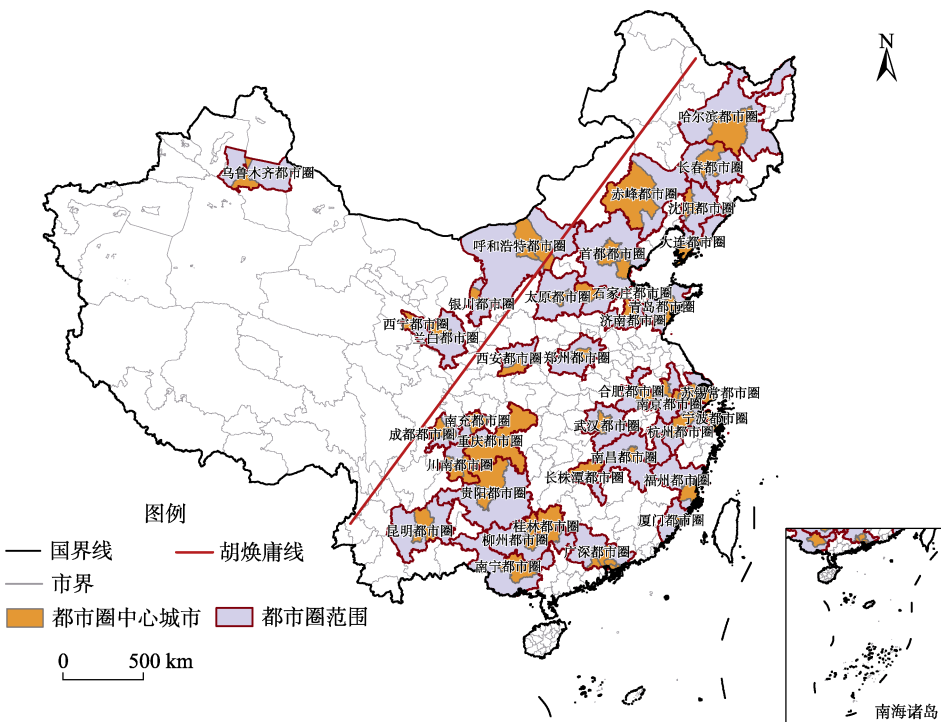 N
哈尔滨都市圈
长春都市圈
乌鲁木齐都市圈
赤峰都市圈
沈阳都市圈
大连都市圈
呼和浩特都市圈
首都都市圈
银川都市圈
太原都市圈
石家庄都市圈
青岛都市圈
济南都市圈
西宁都市圈
兰白都市圈
西安都市圈
郑州都市圈
合肥都市圈
苏锡常都市圈
南京都市圈
宁波都市圈
南充都市圈
成都都市圈
武汉都市圈
杭州都市圈
重庆都市圈
川南都市圈
南昌都市圈
长株潭都市圈
福州都市圈
贵阳都市圈
厦门都市圈
昆明都市圈
桂林都市圈
柳州都市圈
广深都市圈
南宁都市圈
图例
国界线
胡焕庸线
市界
都市圈中心城市
都市圈范围
0 500 km
南海诸岛